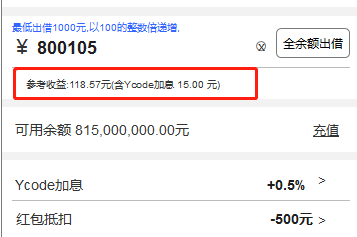 最低出借1000元,以100的整数倍递增.
￥ 800105 ⊗ 全余额出借
参考收益:118.57元(含Ycode加息 15.00 元)
可用余额 815,000,000.00元 充值
Ycode加息 +0.5% >
红包抵扣 -500元 >